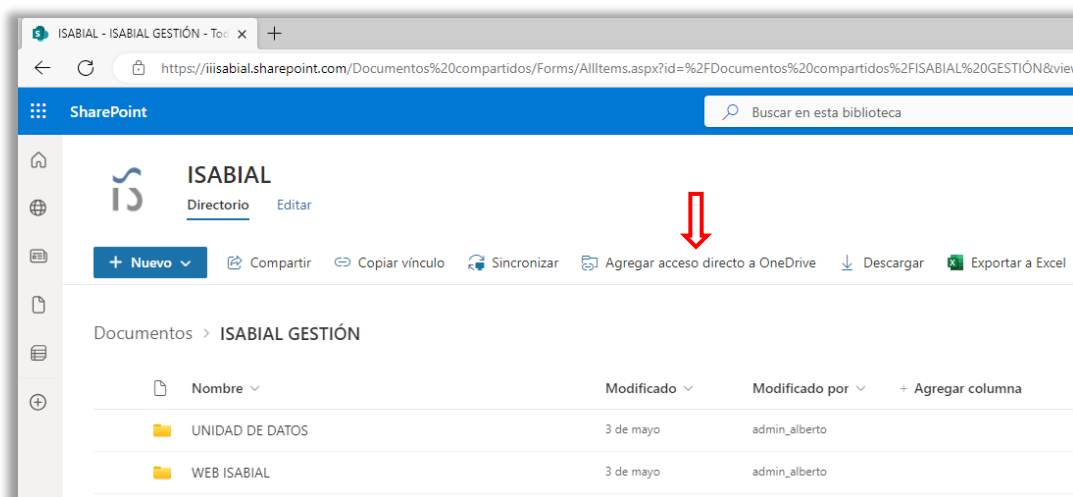 ISABIAL - ISABIAL GESTIÓN - Tod
https://iiisabial.sharepoint.com/Documentos%20compartidos/Forms/AllItems.aspx?id=%2FDocumentos%20compartidos%2FISABIAL%20GESTIÓN&view
SharePoint Buscar en esta biblioteca
ISABIAL
Directorio Editar
+ Nuevo Compartir Copiar vínculo Sincronizar Agregar acceso directo a OneDrive Descargar Exportar a Excel
Documentos > ISABIAL GESTIÓN
Nombre Modificado Modificado por + Agregar columna
UNIDAD DE DATOS 3 de mayo admin_alberto
WEB ISABIAL 3 de mayo admin_alberto